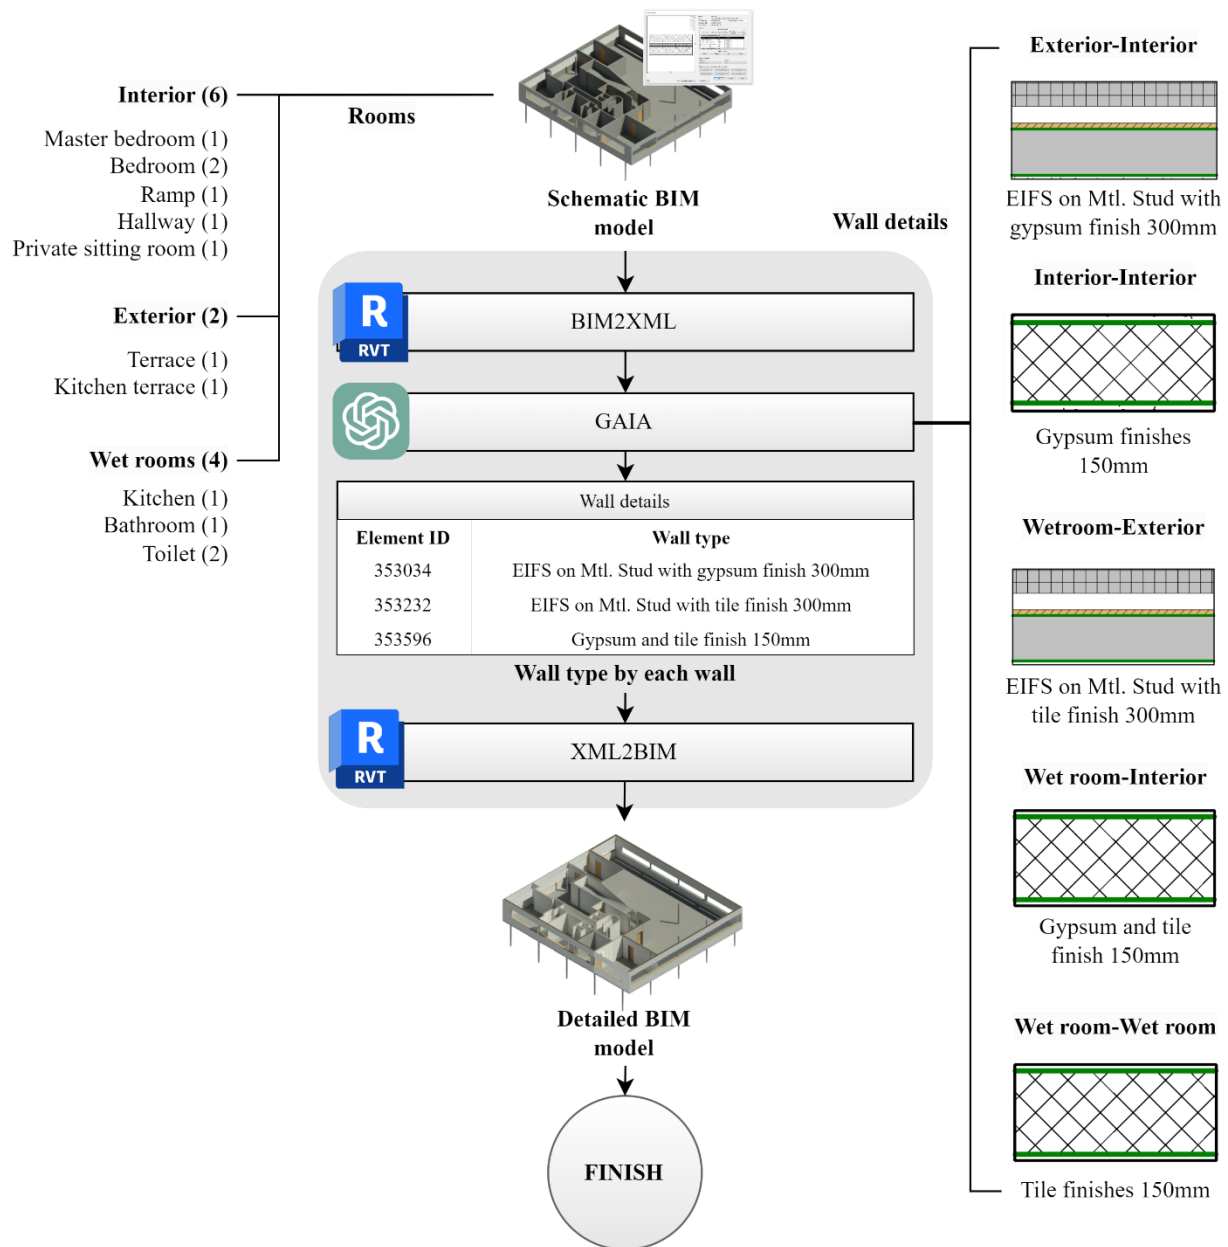 Interior (6)
Master bedroom (1)
Bedroom (2)
Ramp (1)
Hallway (1)
Private sitting room (1)
Exterior (2)
Terrace (1)
Kitchen terrace (1)
Wet rooms (4)
Kitchen (1)
Bathroom (1)
Toilet (2)
Rooms
Schematic BIM
model
Wall details
R
RVT
BIM2XML
GAIA
Wall details
Element ID Wall type
353034 EIFS on Mtl. Stud with gypsum finish 300mm
353232 EIFS on Mtl. Stud with tile finish 300mm
353596 Gypsum and tile finish 150mm
Wall type by each wall
R
RVT
XML2BIM
Detailed BIM
model
FINISH
Exterior-Interior
EIFS on Mtl. Stud with
gypsum finish 300mm
Interior-Interior
Gypsum finishes
150mm
Wetroom-Exterior
EIFS on Mtl. Stud with
tile finish 300mm
Wet room-Interior
Gypsum and tile
finish 150mm
Wet room-Wet room
Tile finishes 150mm